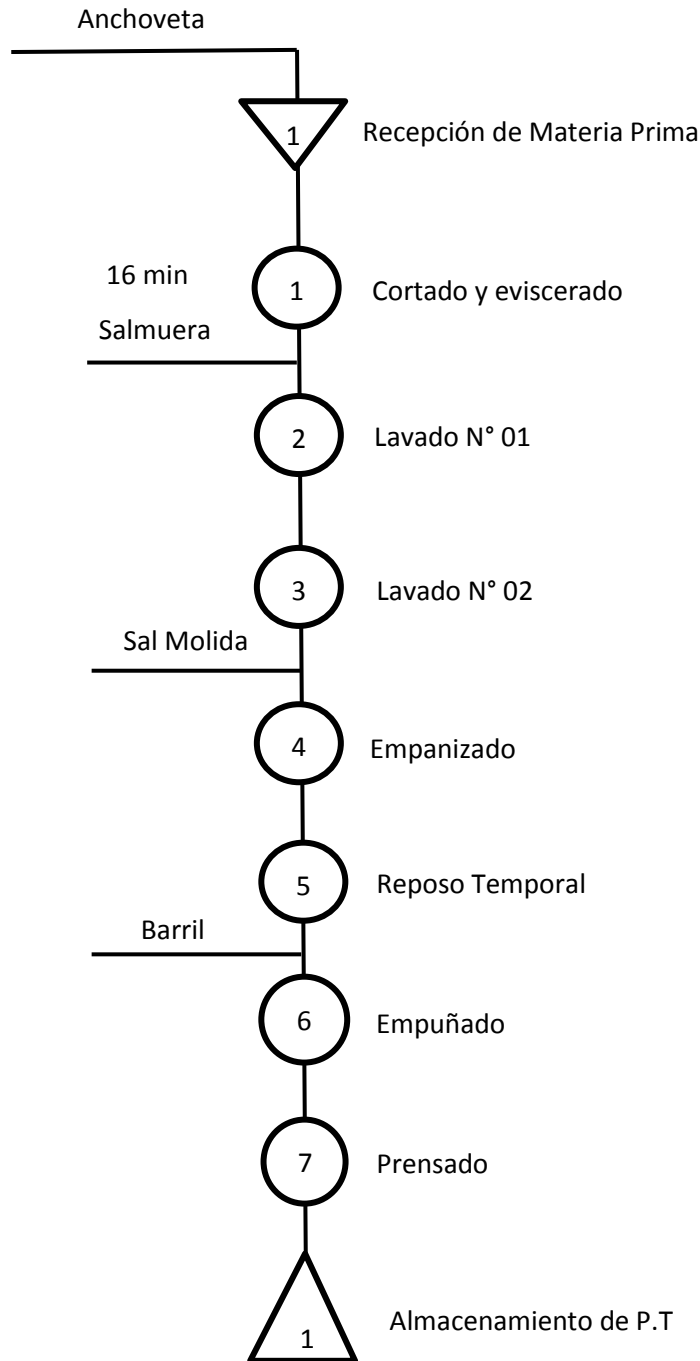 Anchoveta
1
Recepción de Materia Prima
16 min
1
Cortado y eviscerado
Salmuera
2
Lavado N° 01
3
Lavado N° 02
Sal Molida
4
Empanizado
5
Reposo Temporal
Barril
6
Empuñado
7
Prensado
1
Almacenamiento de P.T